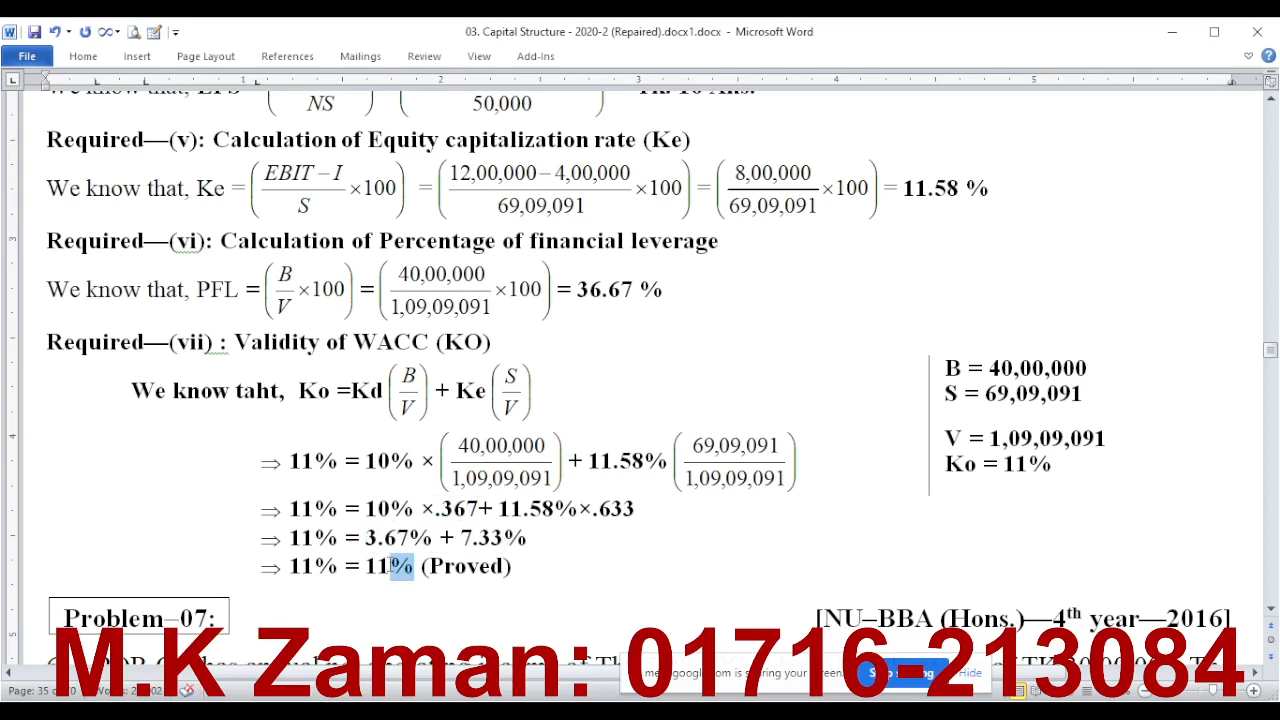 03. Capital Structure - 2020-2 (Repaired).docx1.docx - Microsoft Word
File Home Insert Page Layout References Mailings Review View Add-Ins
1 2 3 4 5
NS 50,000
Required—(v): Calculation of Equity capitalization rate (Ke)
We know that, Ke = (EBIT – I / S ×100) = (12,00,000 – 4,00,000 / 69,09,091 ×100) = (8,00,000 / 69,09,091 ×100) = 11.58 %
Required—(vi): Calculation of Percentage of financial leverage
We know that, PFL = (B / V ×100) = (40,00,000 / 1,09,09,091 ×100) = 36.67 %
Required—(vii) : Validity of WACC (KO)
We know taht, Ko =Kd (B / V) + Ke (S / V)
B = 40,00,000
S = 69,09,091
V = 1,09,09,091
Ko = 11%
⇒ 11% = 10% × (40,00,000 / 1,09,09,091) + 11.58% (69,09,091 / 1,09,09,091)
⇒ 11% = 10% ×.367+ 11.58%×.633
⇒ 11% = 3.67% + 7.33%
⇒ 11% = 11% (Proved)
Problem–07: [NU–BBA (Hons.)—4th year—2016]
M.K Zaman: 01716-213084
Hide